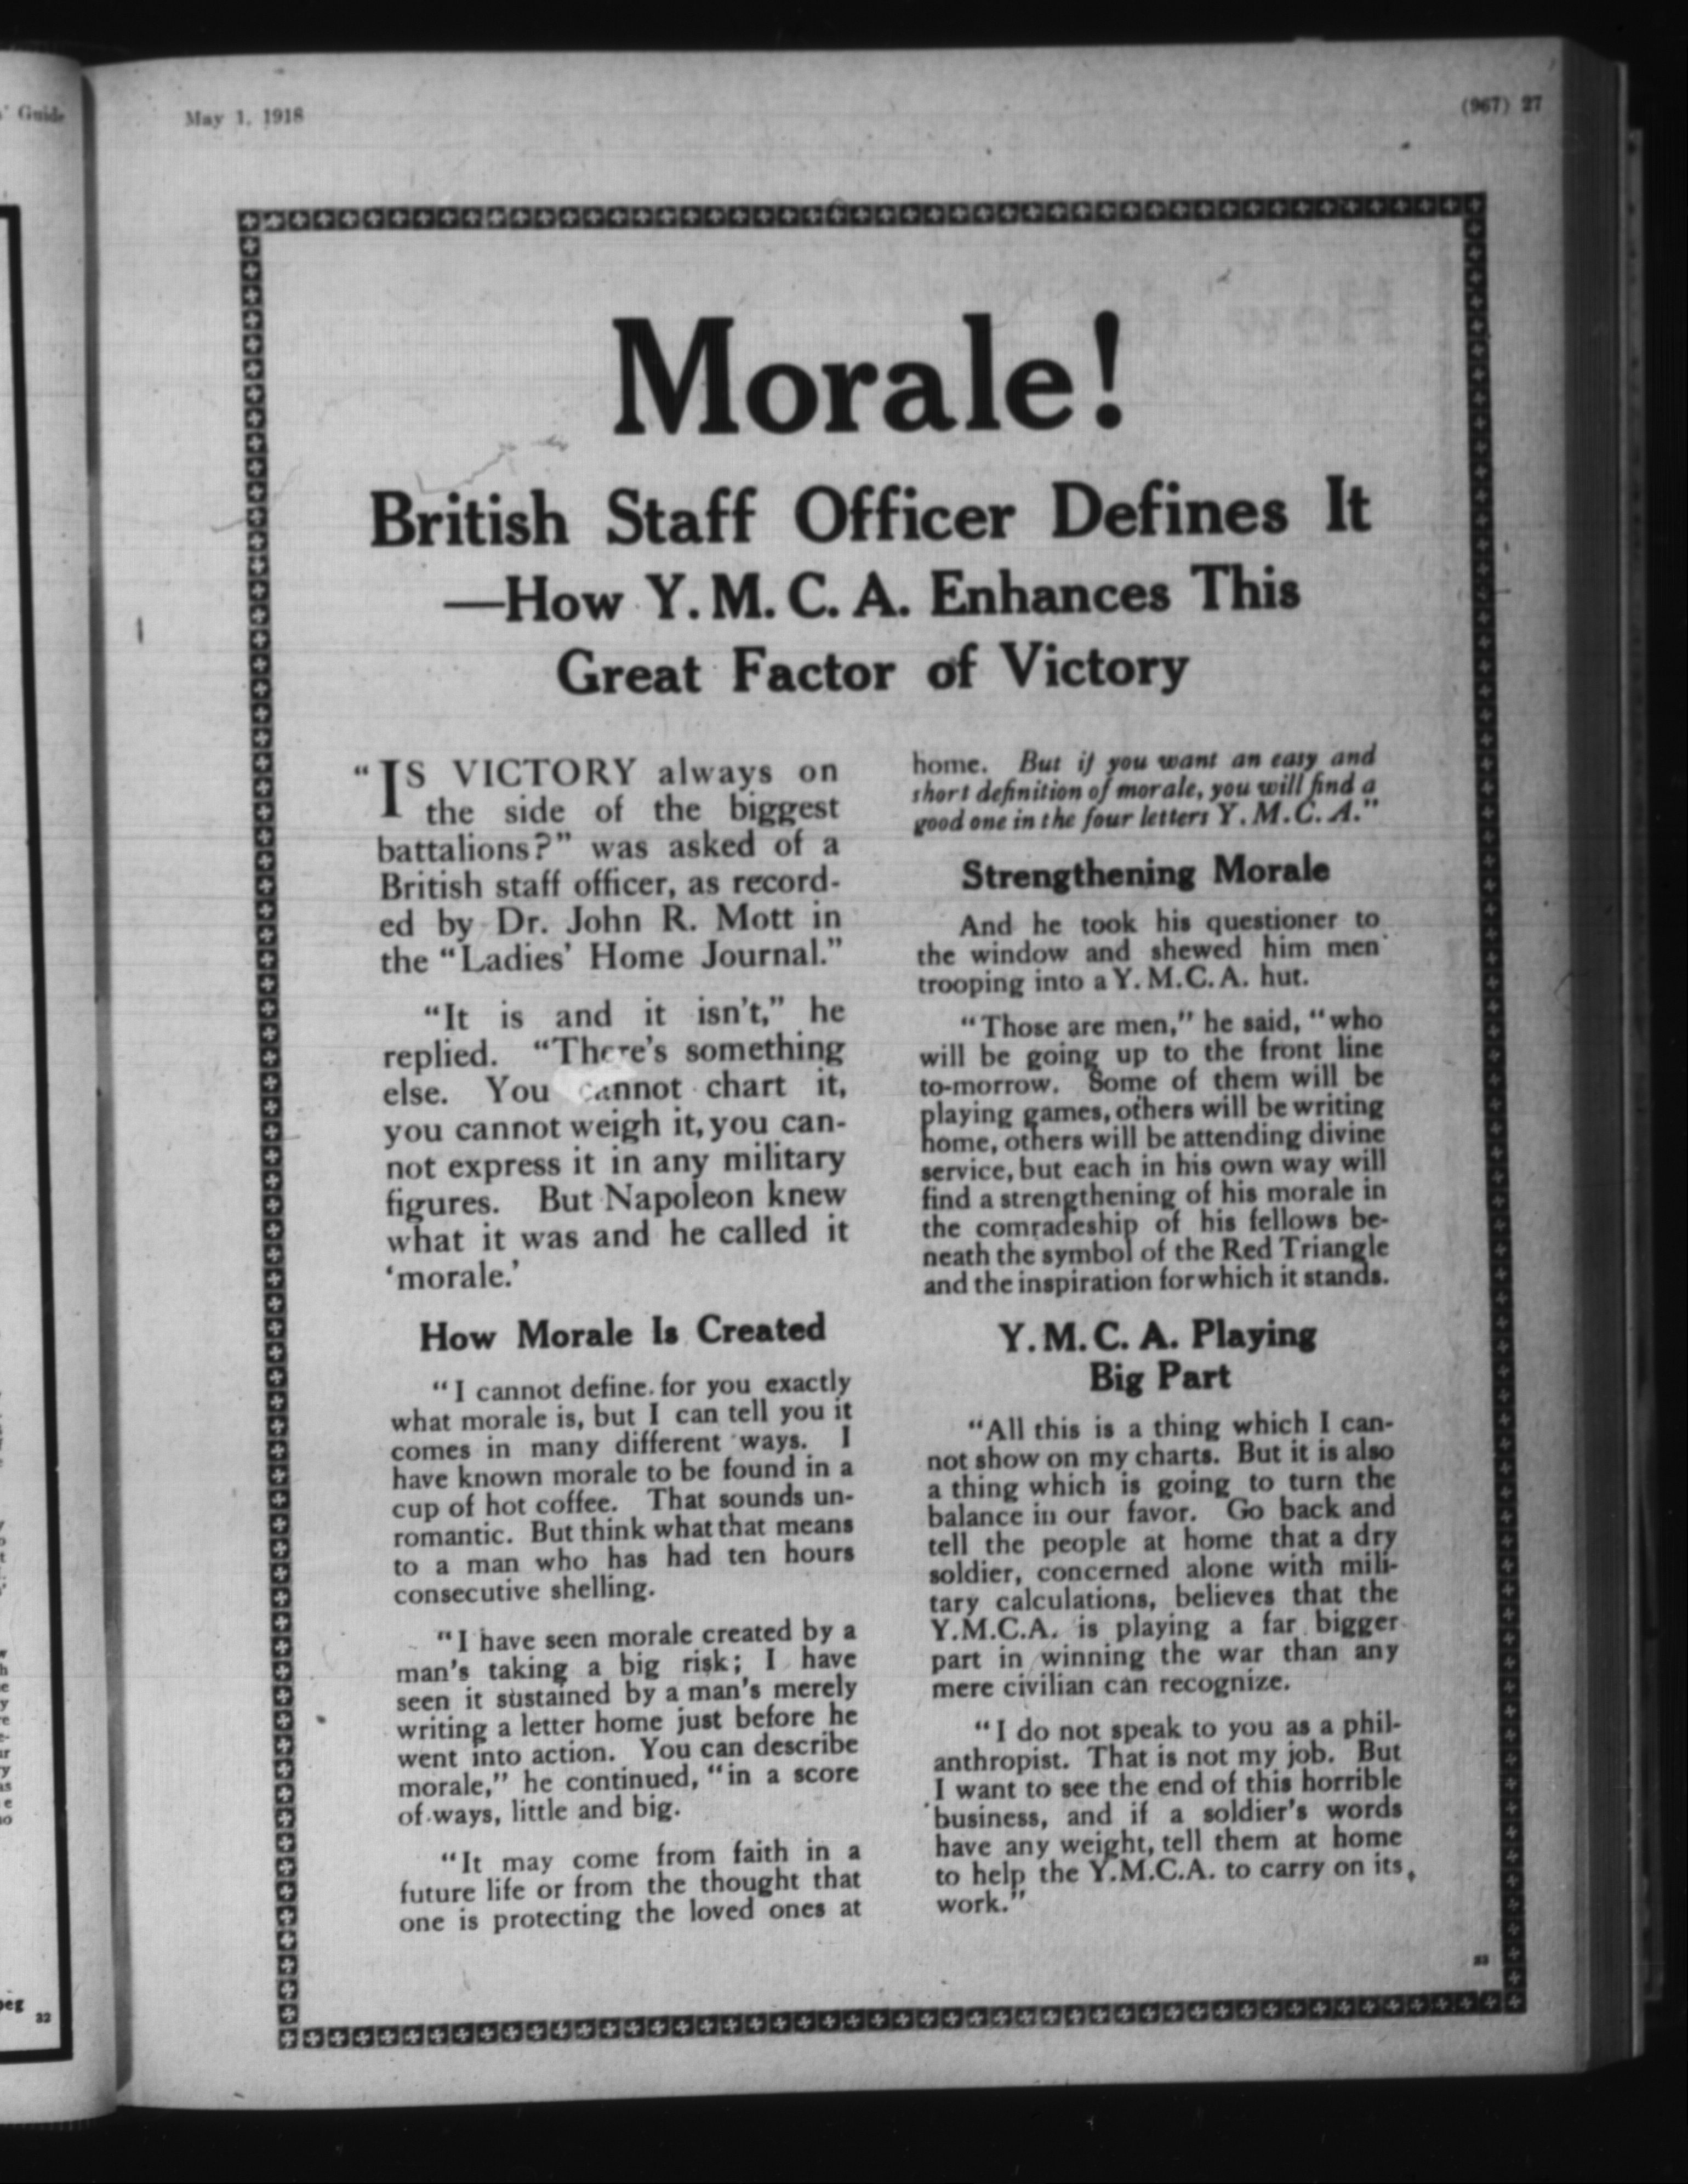 ' Guide
May 1, 1918
(967) 27
Morale!
British Staff Officer Defines It
—How Y. M. C. A. Enhances This
Great Factor of Victory
"IS VICTORY always on
the side of the biggest
battalions?" was asked of a
British staff officer, as record-
ed by Dr. John R. Mott in
the "Ladies' Home Journal."
"It is and it isn't," he
replied. "There's something
else. You cannot chart it,
you cannot weigh it, you can-
not express it in any military
figures. But Napoleon knew
what it was and he called it
'morale.'
How Morale Is Created
"I cannot define for you exactly
what morale is, but I can tell you it
comes in many different ways. I
have known morale to be found in a
cup of hot coffee. That sounds un-
romantic. But think what that means
to a man who has had ten hours
consecutive shelling.
"I have seen morale created by a
man's taking a big risk; I have
seen it sustained by a man's merely
writing a letter home just before he
went into action. You can describe
morale," he continued, "in a score
of ways, little and big.
"It may come from faith in a
future life or from the thought that
one is protecting the loved ones at
home. But if you want an easy and
short definition of morale, you will find a
good one in the four letters Y. M. C. A."
Strengthening Morale
And he took his questioner to
the window and shewed him men
trooping into a Y. M. C. A. hut.
"Those are men," he said, "who
will be going up to the front line
to-morrow. Some of them will be
playing games, others will be writing
home, others will be attending divine
service, but each in his own way will
find a strengthening of his morale in
the comradeship of his fellows be-
neath the symbol of the Red Triangle
and the inspiration for which it stands.
Y. M. C. A. Playing
Big Part
"All this is a thing which I can-
not show on my charts. But it is also
a thing which is going to turn the
balance in our favor. Go back and
tell the people at home that a dry
soldier, concerned alone with mili-
tary calculations, believes that the
Y.M.C.A. is playing a far bigger
part in winning the war than any
mere civilian can recognize.
"I do not speak to you as a phil-
anthropist. That is not my job. But
I want to see the end of this horrible
business, and if a soldier's words
have any weight, tell them at home
to help the Y.M.C.A. to carry on its
work."
33
32